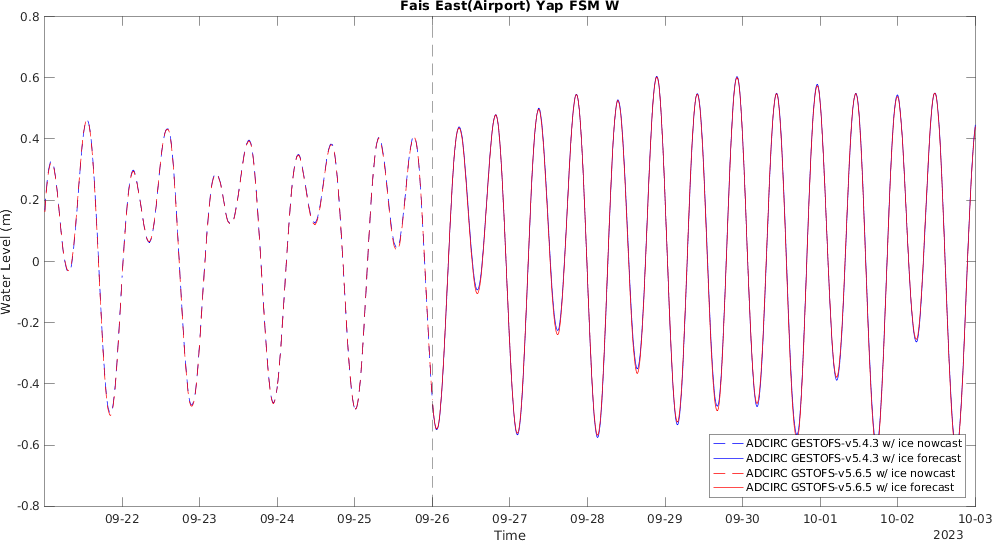 Fais East(Airport) Yap FSM W
0.8
0.6
0.4
0.2
0
-0.2
-0.4
-0.6
-0.8
Water Level (m)
ADCIRC GESTOFS-v5.4.3 w/ ice nowcast
ADCIRC GESTOFS-v5.4.3 w/ ice forecast
ADCIRC GSTOFS-v5.6.5 w/ ice nowcast
ADCIRC GSTOFS-v5.6.5 w/ ice forecast
09-22 09-23 09-24 09-25 09-26 09-27 09-28 09-29 09-30 10-01 10-02 10-03
Time
2023